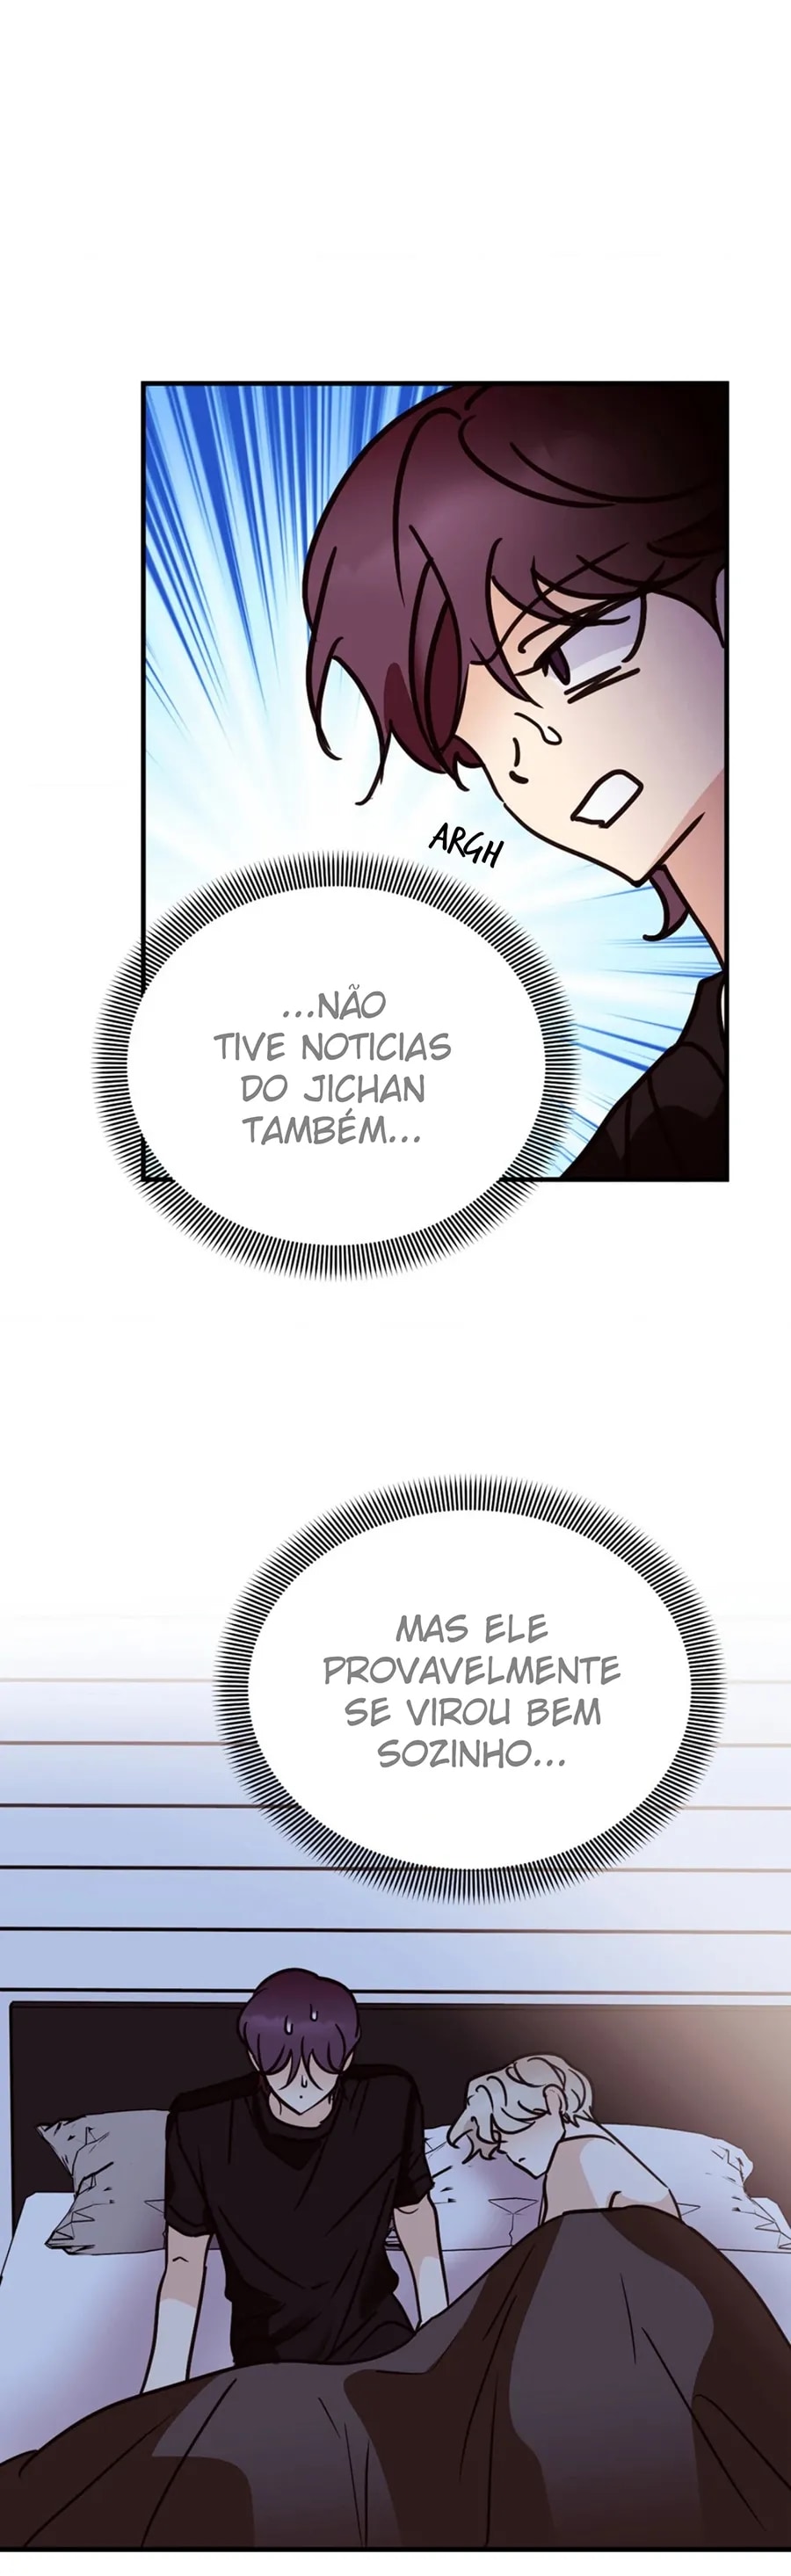 ARGH
...NÃO
TIVE NOTICIAS
DO JICHAN
TAMBÉM...
MAS ELE
PROVAVELMENTE
SE VIROU BEM
SOZINHO...